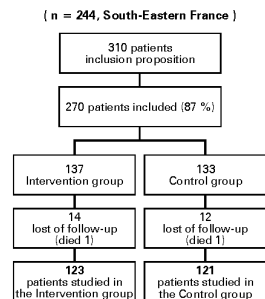 ( n = 244, South-Eastern France )
310 patients
inclusion proposition
270 patients included (87 %)
137
Intervention group
133
Control group
14
lost of follow-up
(died 1)
12
lost of follow-up
(died 1)
123
patients studied in
the Intervention group
121
patients studied in
the Control group